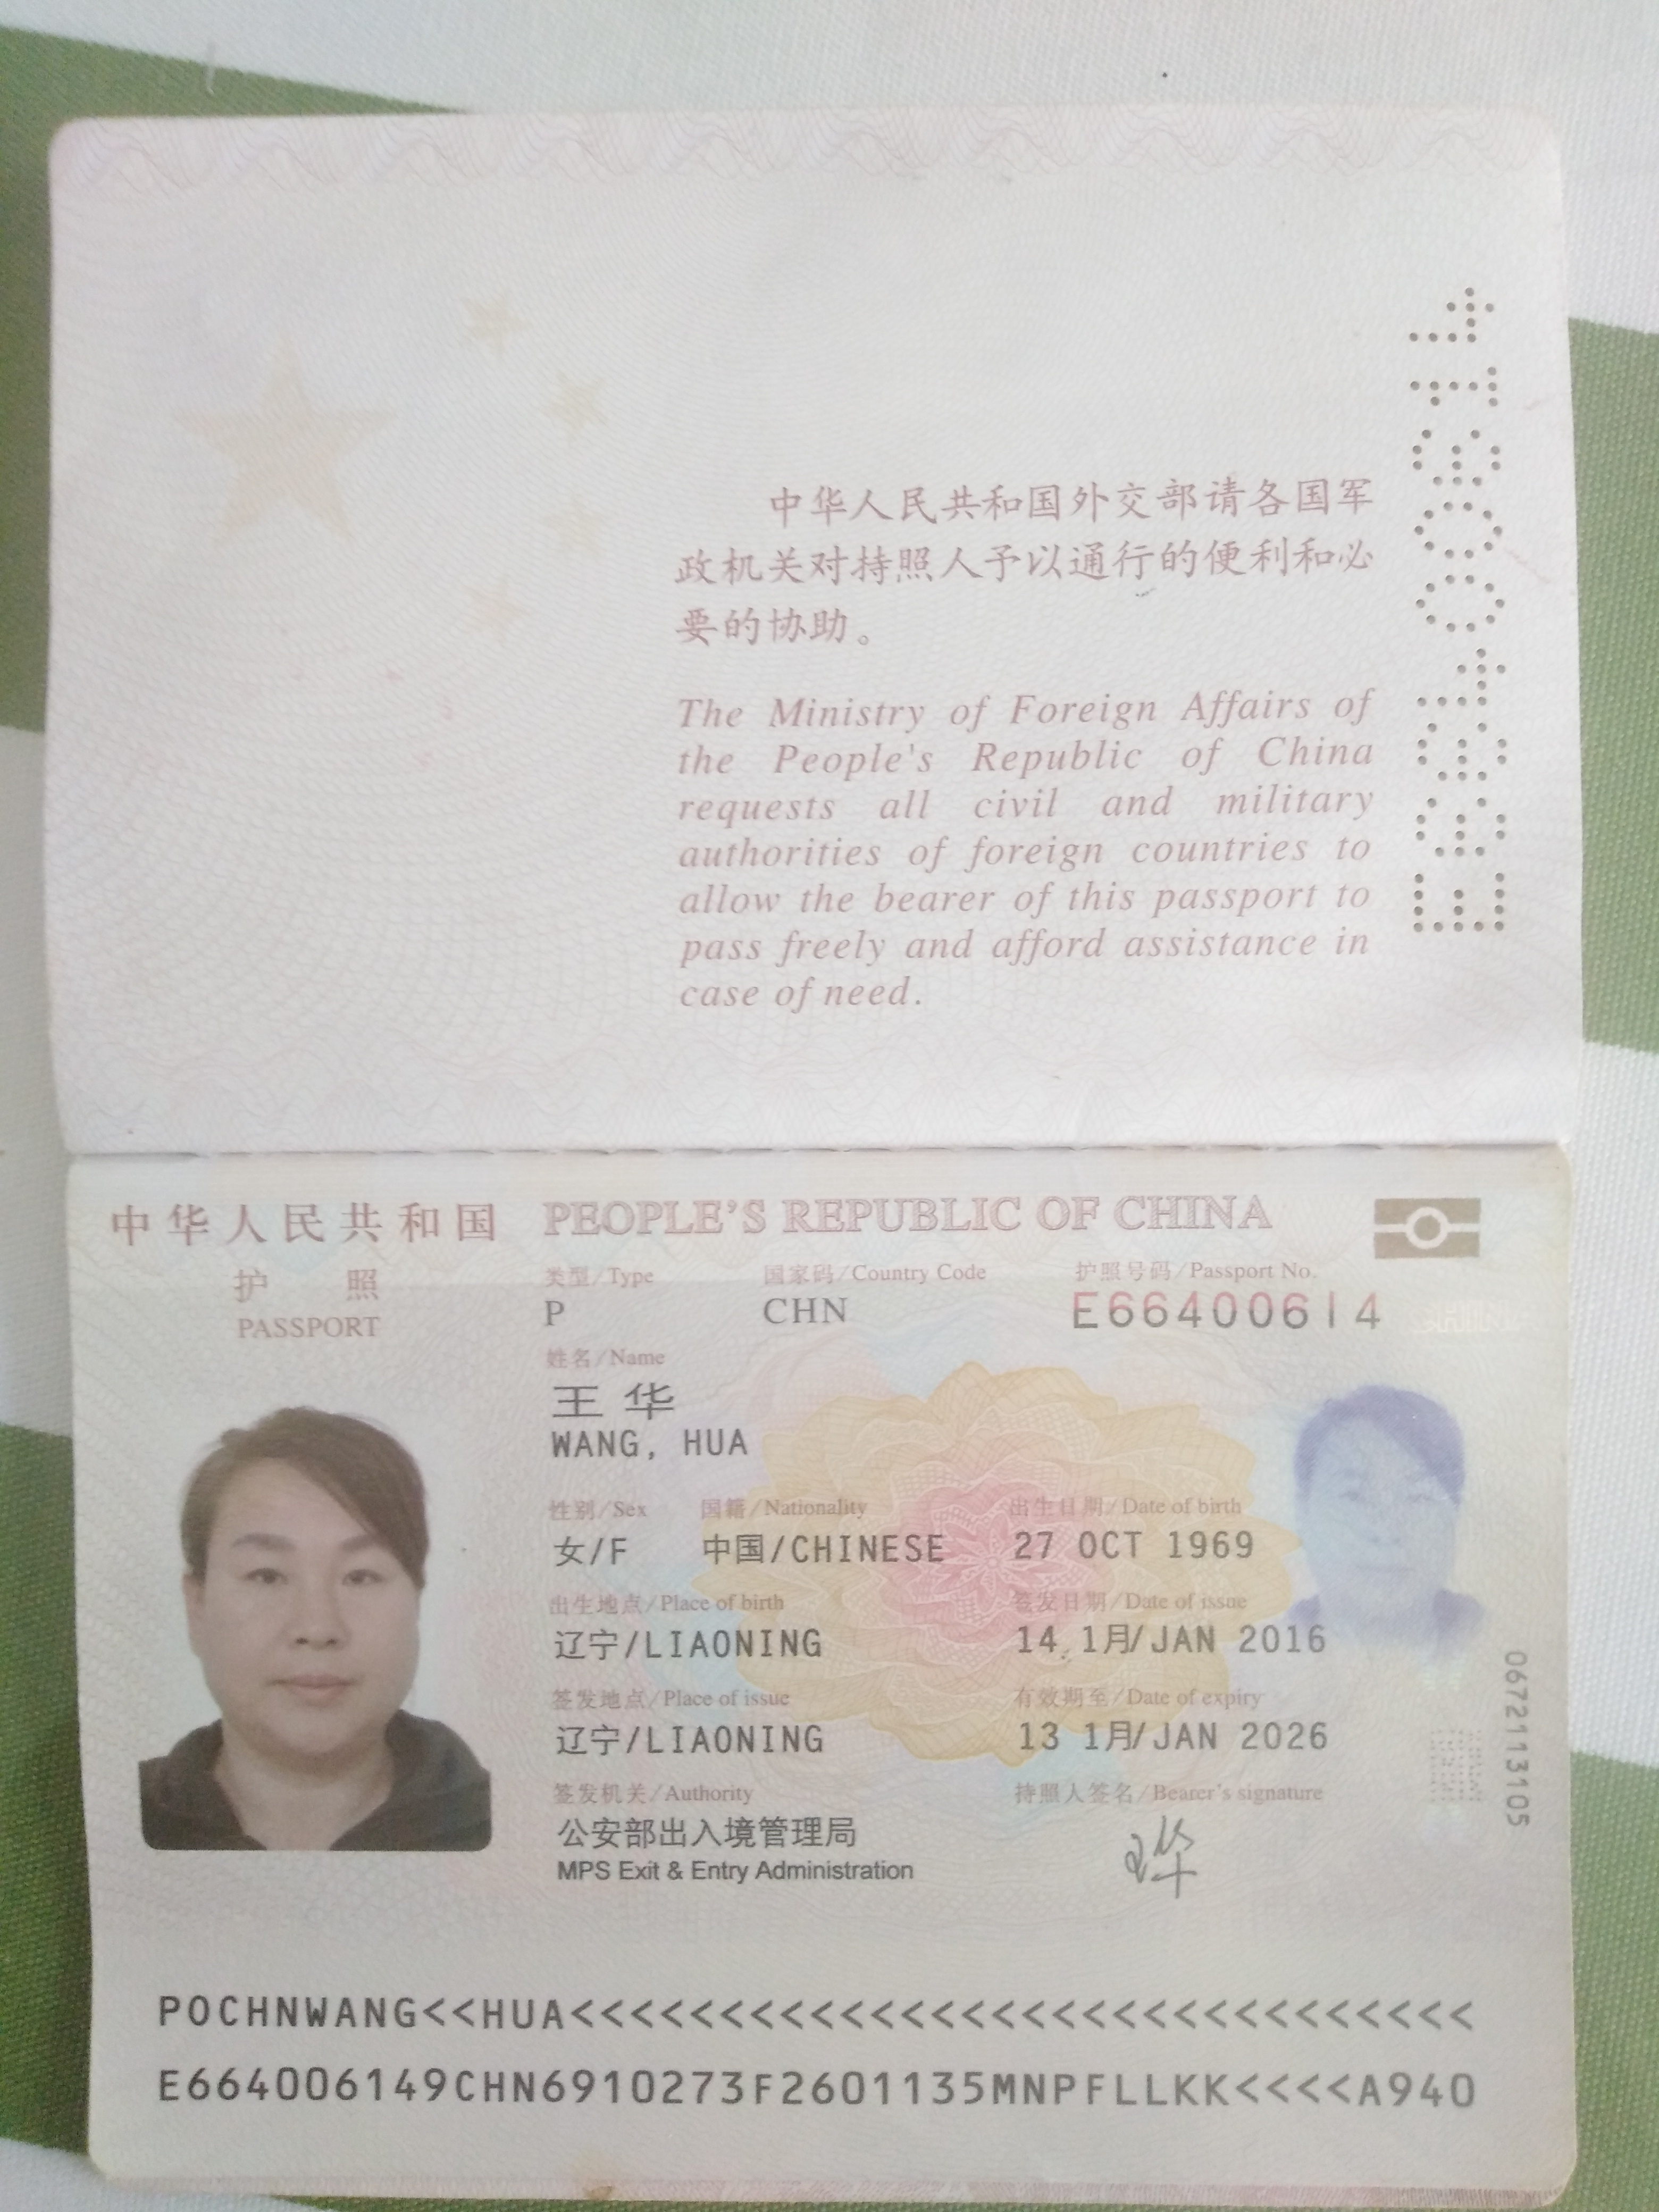 中华人民共和国外交部请各国军
政机关对持照人予以通行的便利和必
要的协助。
The Ministry of Foreign Affairs of
the People's Republic of China
requests all civil and military
authorities of foreign countries to
allow the bearer of this passport to
pass freely and afford assistance in
case of need.
E66400614
中华人民共和国 PEOPLE'S REPUBLIC OF CHINA
护 照
PASSPORT
类型/Type 国家码/Country Code 护照号码/Passport No.
P CHN E66400614
姓名/Name
王华
WANG, HUA
性别/Sex 国籍/Nationality 出生日期/Date of birth
女/F 中国/CHINESE 27 OCT 1969
出生地点/Place of birth 签发日期/Date of issue
辽宁/LIAONING 14 1月/JAN 2016
签发地点/Place of issue 有效期至/Date of expiry
辽宁/LIAONING 13 1月/JAN 2026
签发机关/Authority 持照人签名/Bearer's signature
公安部出入境管理局 王华
MPS Exit & Entry Administration
0672113105
POCHNWANG<<HUA<<<<<<<<<<<<<<<<<<<<<<<<<<<<<<
E664006149CHN6910273F2601135MNPFLLKK<<<<A940